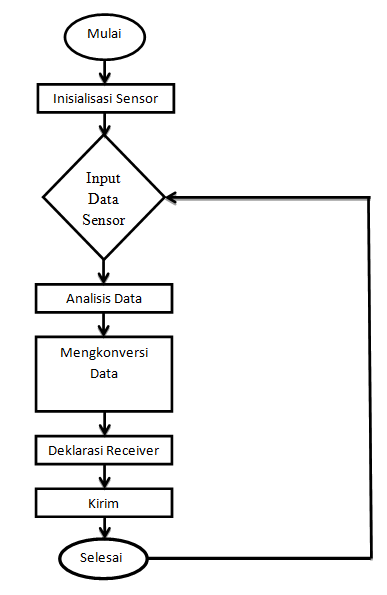 Mulai
Inisialisasi Sensor
Input
Data
Sensor
Analisis Data
Mengkonversi
Data
Deklarasi Receiver
Kirim
Selesai